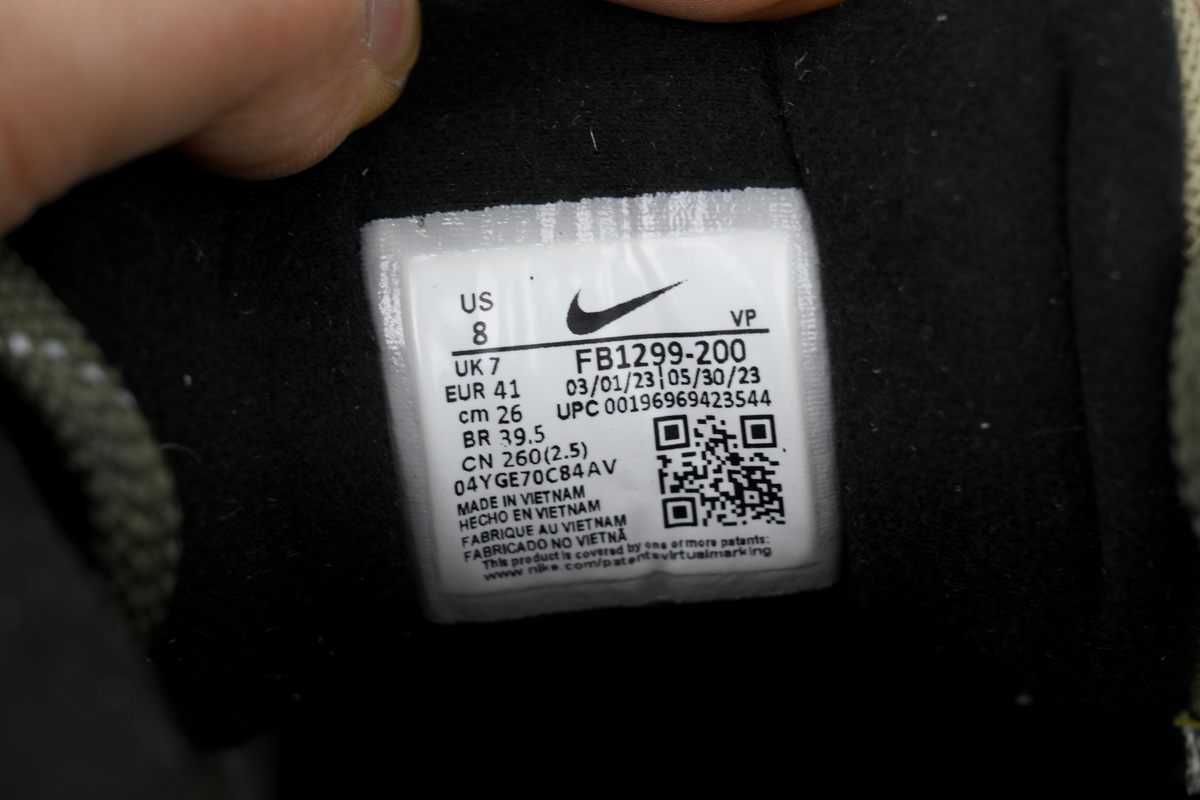 US
8
VP
UK 7
FB1299-200
EUR 41
03/01/23|05/30/23
cm 26
UPC 00196969423544
BR 39.5
CN 260(2.5)
04YGE70C84AV
MADE IN VIETNAM
HECHO EN VIETNAM
FABRIQUE AU VIETNAM
FABRICADO NO VIETNÃ
This product is covered by one or more patents:
www.nike.com/patentsvirtualmarking